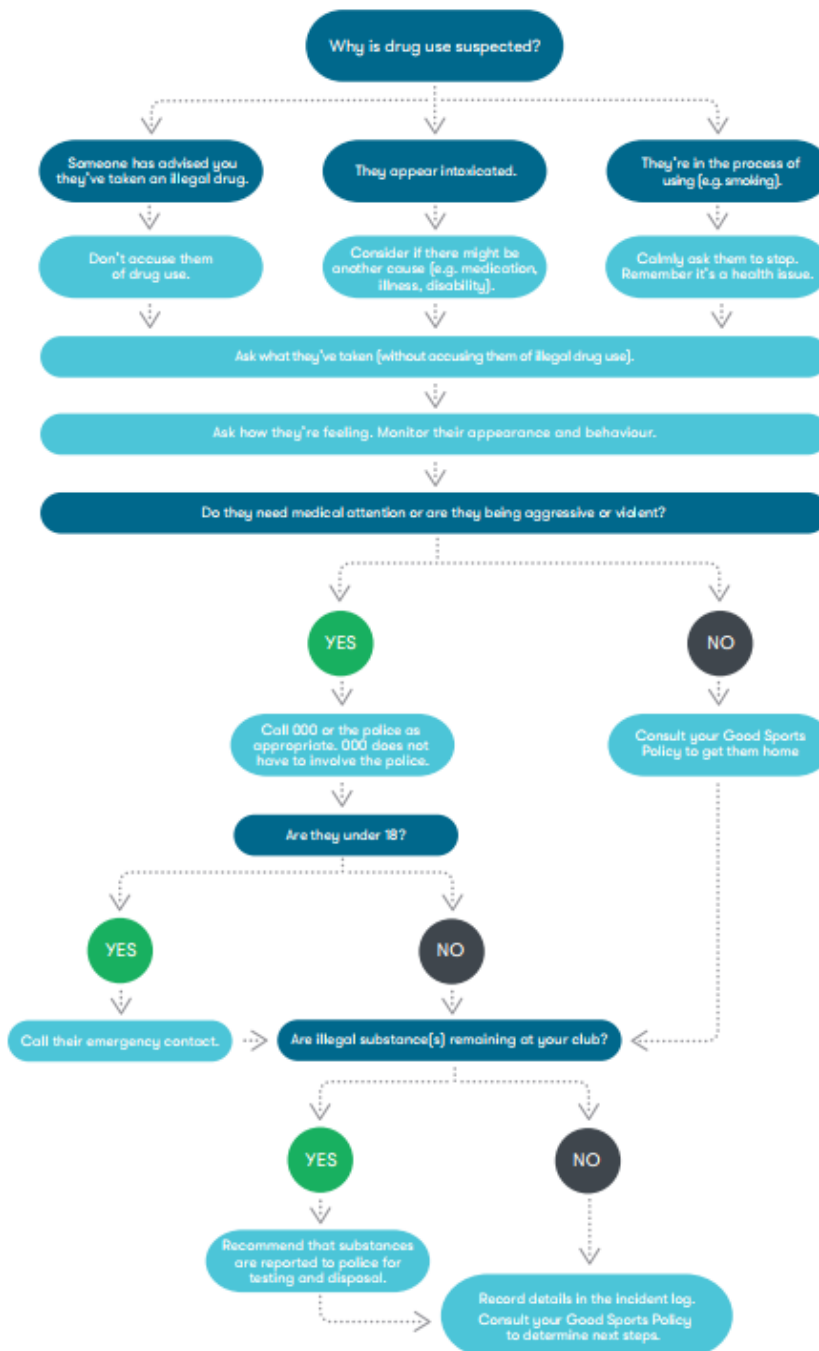 Why is drug use suspected?
Someone has advised you
they've taken an illegal drug.
They appear intoxicated.
They're in the process of
using (e.g. smoking).
Don't accuse them
of drug use.
Consider if there might be
another cause (e.g. medication,
illness, disability).
Calmly ask them to stop.
Remember it's a health issue.
Ask what they've taken (without accusing them of illegal drug use).
Ask how they're feeling. Monitor their appearance and behaviour.
Do they need medical attention or are they being aggressive or violent?
YES
NO
Call 000 or the police as
appropriate. 000 does not
have to involve the police.
Consult your Good Sports
Policy to get them home
Are they under 18?
YES
NO
Call their emergency contact.
Are illegal substance(s) remaining at your club?
YES
NO
Recommend that substances
are reported to police for
testing and disposal.
Record details in the incident log.
Consult your Good Sports Policy
to determine next steps.